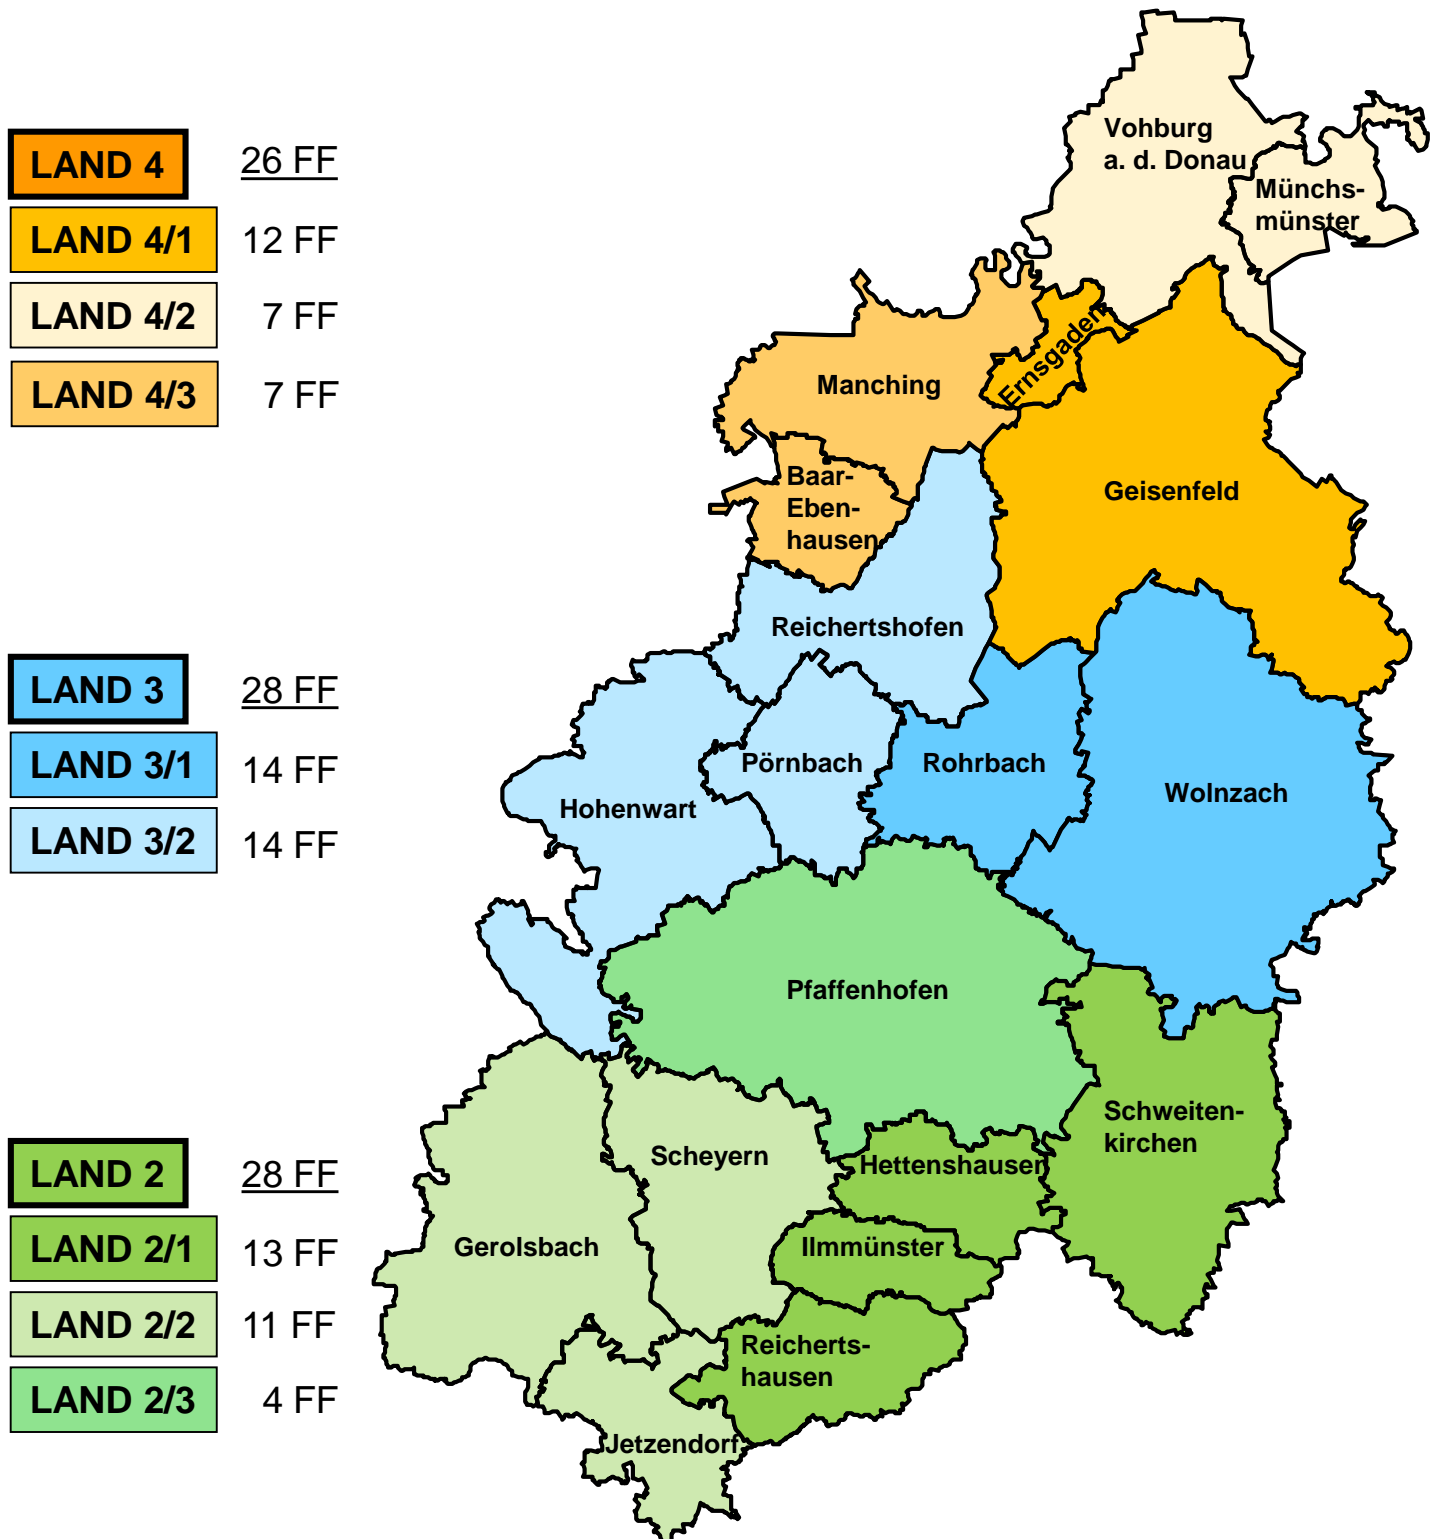 LAND 4 26 FF
LAND 4/1 12 FF
LAND 4/2 7 FF
LAND 4/3 7 FF
LAND 3 28 FF
LAND 3/1 14 FF
LAND 3/2 14 FF
LAND 2 28 FF
LAND 2/1 13 FF
LAND 2/2 11 FF
LAND 2/3 4 FF
Vohburg
a. d. Donau
Münchs-
münster
Ernsgaden
Manching
Baar-
Eben-
hausen
Geisenfeld
Reichertshofen
Pörnbach
Rohrbach
Wolnzach
Hohenwart
Pfaffenhofen
Schweiten-
kirchen
Scheyern
Hettenshausen
Gerolsbach
Ilmmünster
Reicherts-
hausen
Jetzendorf